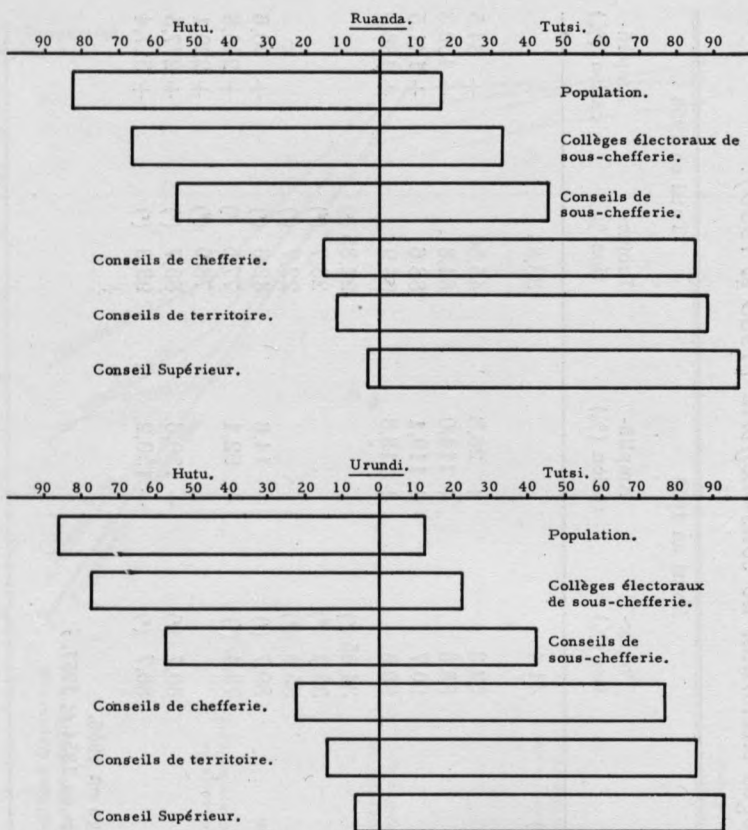 Ruanda.
Hutu. Tutsi.
90 80 70 60 50 40 30 20 10 0 10 20 30 40 50 60 70 80 90
Population.
Collèges électoraux de
sous-chefferie.
Conseils de
sous-chefferie.
Conseils de chefferie.
Conseils de territoire.
Conseil Supérieur.
Urundi.
Hutu. Tutsi.
90 80 70 60 50 40 30 20 10 0 10 20 30 40 50 60 70 80 90
Population.
Collèges électoraux
de sous-chefferie.
Conseils de
sous-chefferie.
Conseils de chefferie.
Conseils de territoire.
Conseil Supérieur.